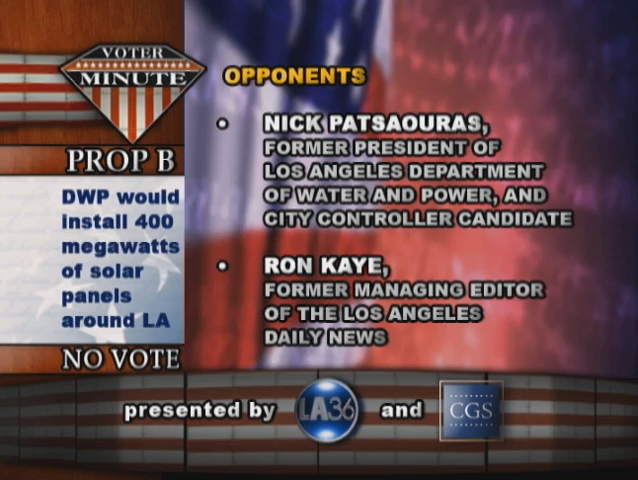 VOTER
MINUTE
PROP B
DWP would
install 400
megawatts
of solar
panels
around LA
NO VOTE
OPPONENTS
• NICK PATSAOURAS,
FORMER PRESIDENT OF
LOS ANGELES DEPARTMENT
OF WATER AND POWER, AND
CITY CONTROLLER CANDIDATE
• RON KAYE,
FORMER MANAGING EDITOR
OF THE LOS ANGELES
DAILY NEWS
presented by LA36 and CGS